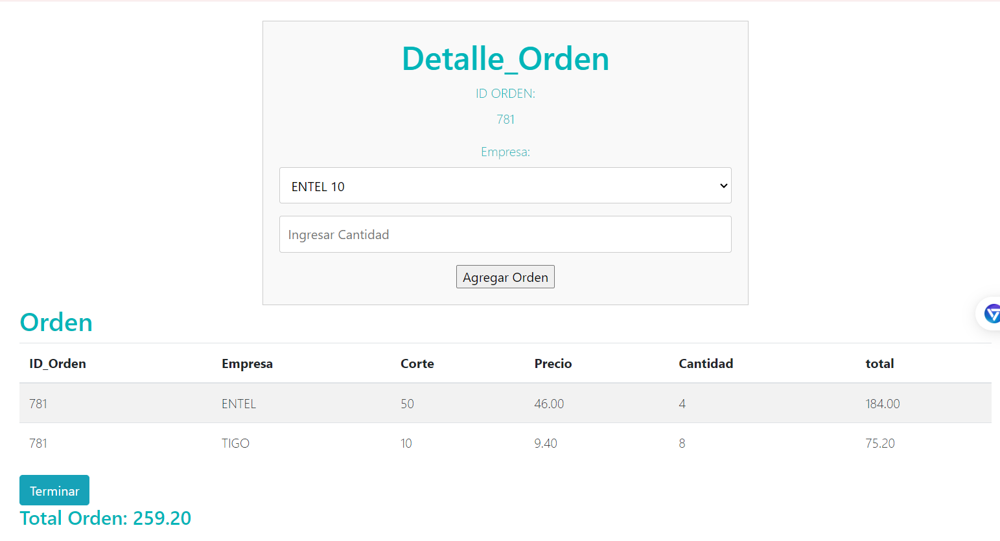 Detalle_Orden
ID ORDEN:
781
Empresa:
ENTEL 10
Ingresar Cantidad
Agregar Orden
Orden
ID_Orden Empresa Corte Precio Cantidad total
781 ENTEL 50 46.00 4 184.00
781 TIGO 10 9.40 8 75.20
Terminar
Total Orden: 259.20